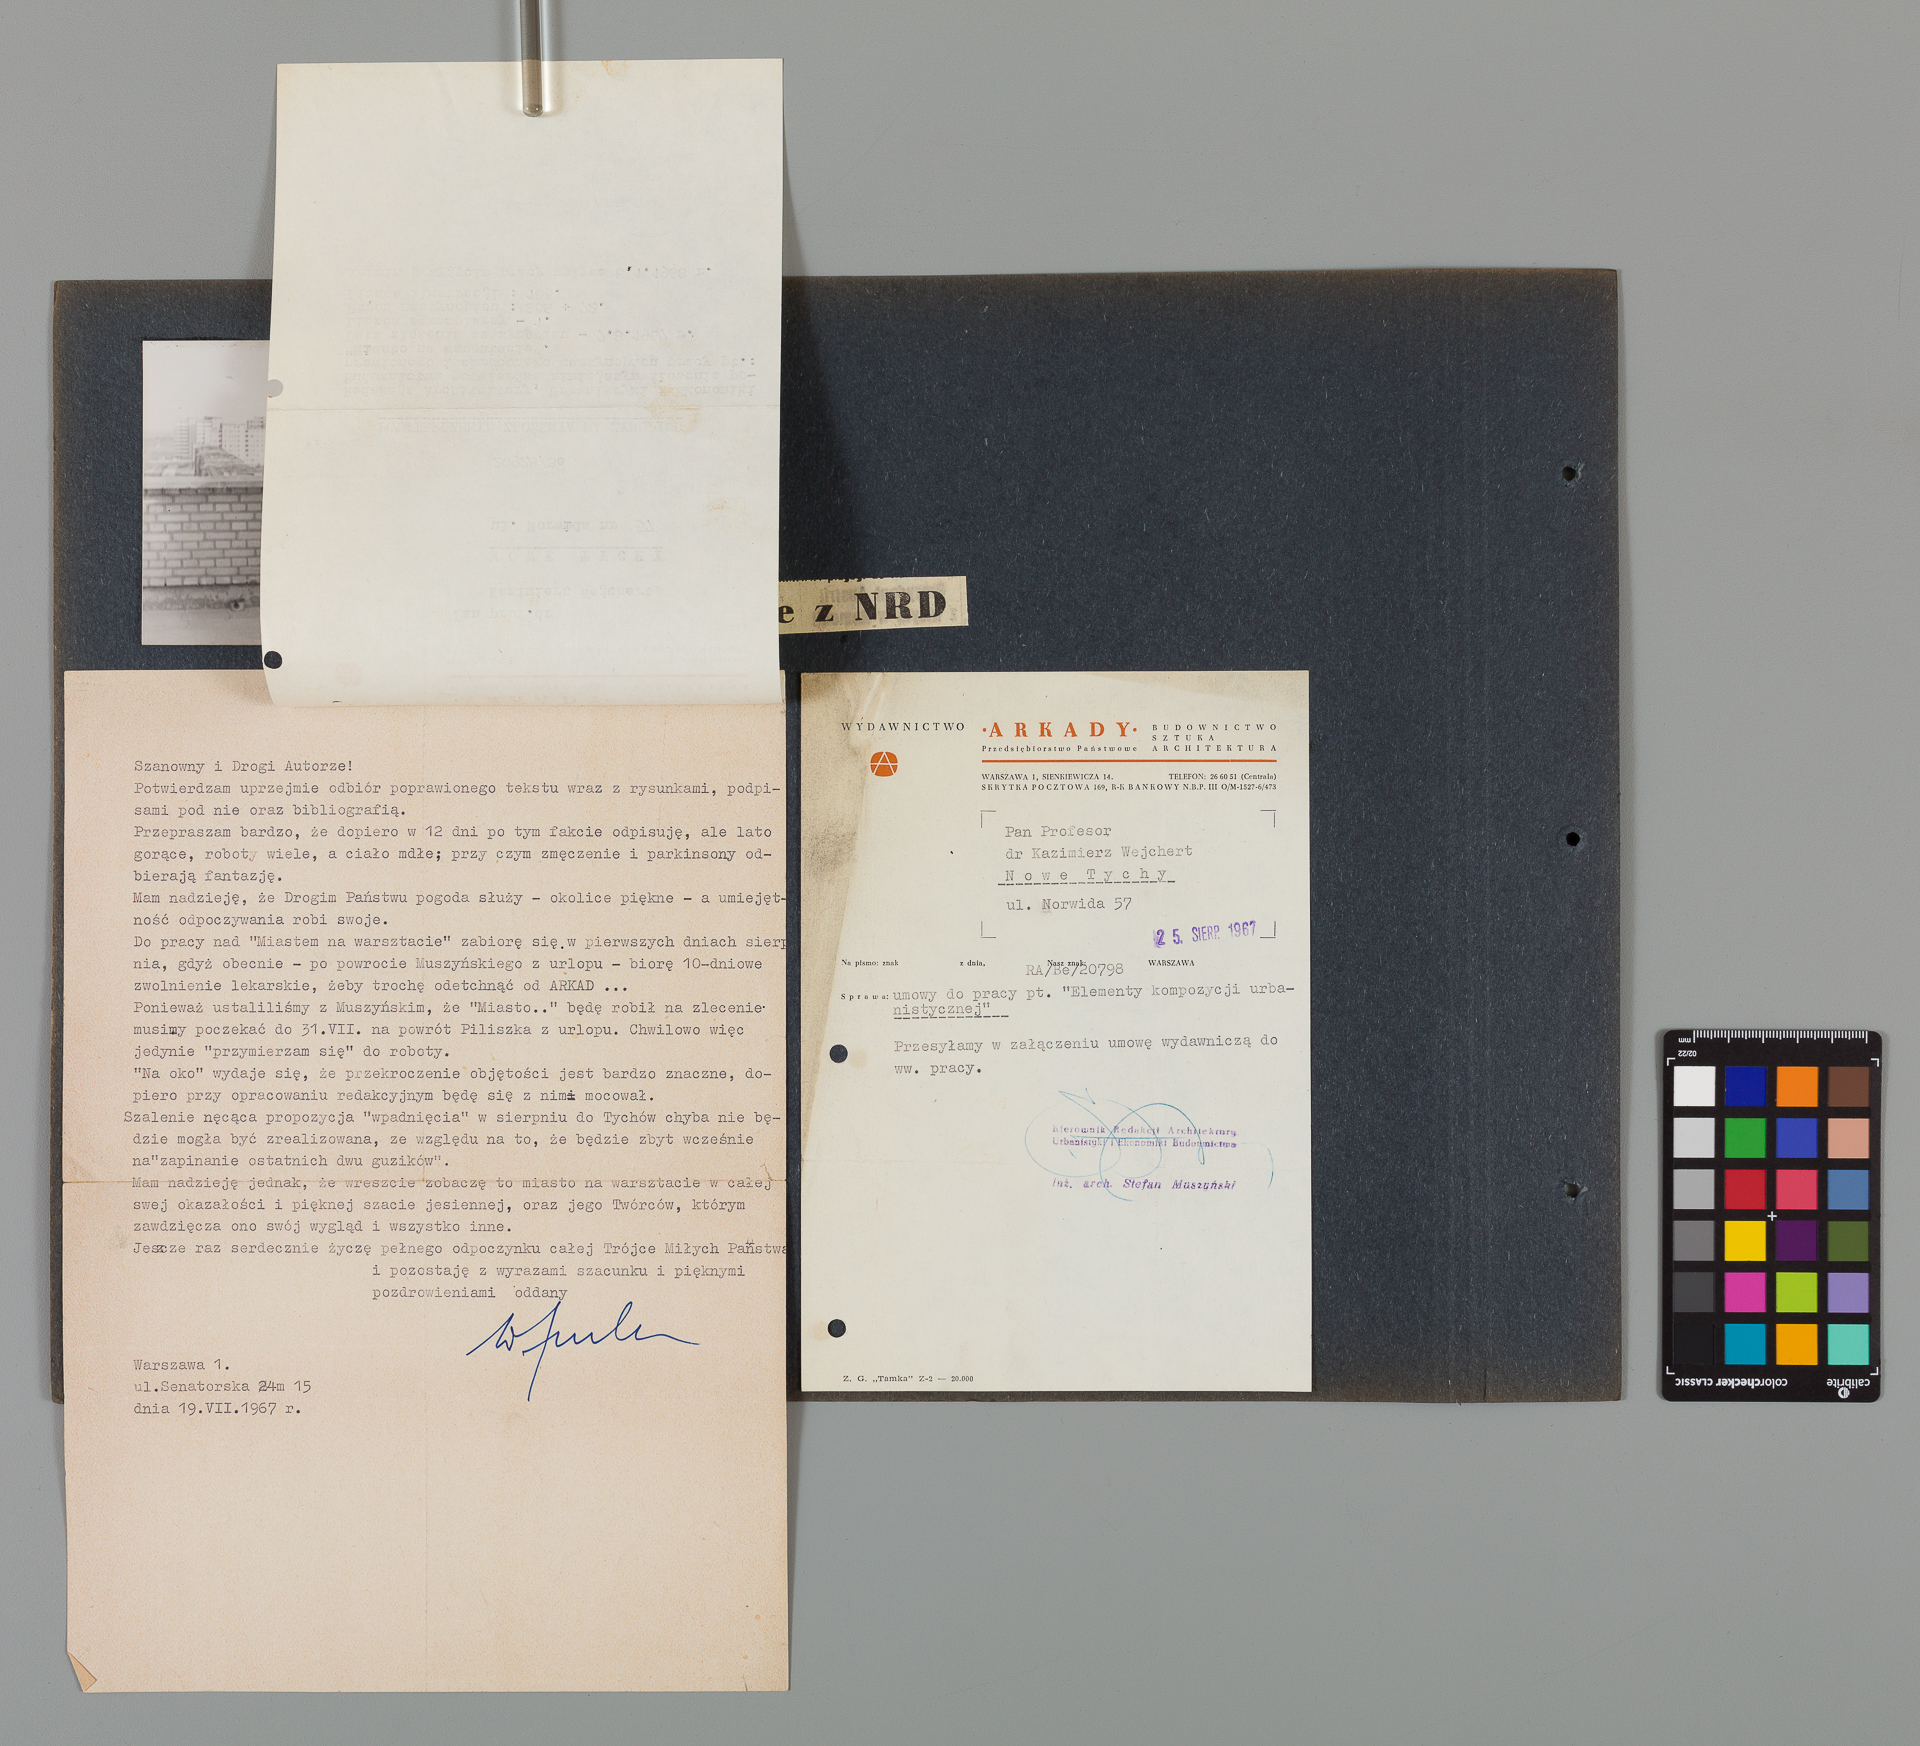 e z NRD
Szanowny i Drogi Autorze!
Potwierdzam uprzejmie odbiór poprawionego tekstu wraz z rysunkami, podpi-
sami pod nie oraz bibliografią.
Przepraszam bardzo, że dopiero w 12 dni po tym fakcie odpisuję, ale lato
gorące, roboty wiele, a ciało mdłe; przy czym zmęczenie i parkinsony od-
bierają fantazję.
Mam nadzieję, że Drogim Państwu pogoda służy - okolice piękne - a umiejęt-
ność odpoczywania robi swoje.
Do pracy nad "Miastem na warsztacie" zabiorę się w pierwszych dniach sierp
nia, gdyż obecnie - po powrocie Muszyńskiego z urlopu - biorę 10-dniowe
zwolnienie lekarskie, żeby trochę odetchnąć od ARKAD ...
Ponieważ ustaliliśmy z Muszyńskim, że "Miasto.." będę robił na zlecenie
musimy poczekać do 31.VII. na powrót Piliszka z urlopu. Chwilowo więc
jedynie "przymierzam się" do roboty.
"Na oko" wydaje się, że przekroczenie objętości jest bardzo znaczne, do-
piero przy opracowaniu redakcyjnym będę się z nim mocował.
Szalenie nęcąca propozycja "wpadnięcia" w sierpniu do Tychów chyba nie bę-
dzie mogła być zrealizowana, ze względu na to, że będzie zbyt wcześnie
na"zapinanie ostatnich dwu guzików".
Mam nadzieję jednak, że wreszcie zobaczę to miasto na warsztacie w całej
swej okazałości i pięknej szacie jesiennej, oraz jego Twórców, którym
zawdzięcza ono swój wygląd i wszystko inne.
Jeszcze raz serdecznie życzę pełnego odpoczynku całej Trójce Miłych Państwa
i pozostaję z wyrazami szacunku i pięknymi
pozdrowieniami oddany
Warszawa 1.
ul.Senatorska 24m 15
dnia 19.VII.1967 r.
WYDAWNICTWO
·ARKADY·
Przedsiębiorstwo Państwowe
BUDOWNICTWO
SZTUKA
ARCHITEKTURA
WARSZAWA 1, SIENKIEWICZA 14. TELEFON: 26 60 51 (Centrala)
SKRYTKA POCZTOWA 169, R-K BANKOWY N.B.P. III O/M-1527-6/473
Pan Profesor
dr Kazimierz Wejchert
Nowe Tychy
ul. Norwida 57
25. SIERP. 1967
Na pismo: znak z dnia, Nasz znak: WARSZAWA
RA/Be/20798
Sprawa: umowy do pracy pt. "Elementy kompozycji urba-
nistycznej"
Przesyłamy w załączeniu umowę wydawniczą do
ww. pracy.
Kierownik Redakcji Architektury
Urbanistyki i Ekonomiki Budownictwa
inż. arch. Stefan Muszyński
Z. G. „Tamka" Z-2 — 20.000
mm
02/22
calibrite
colorchecker CLASSIC